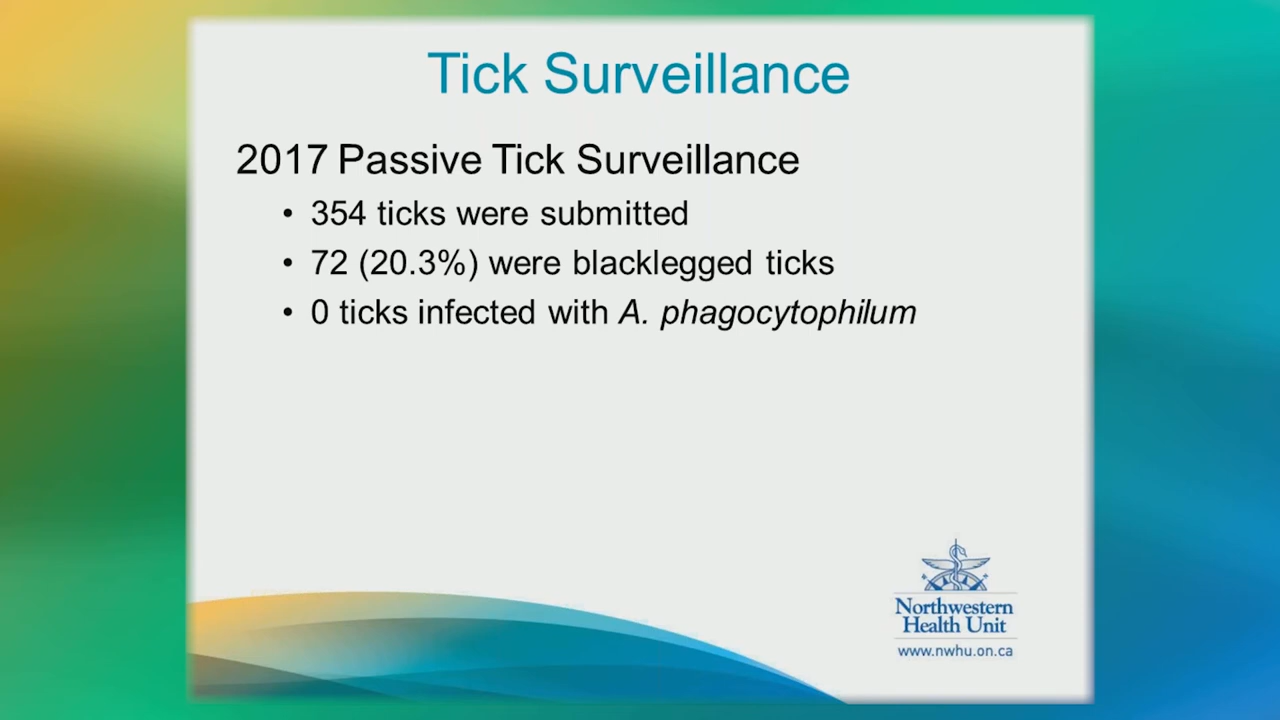 Tick Surveillance
2017 Passive Tick Surveillance
• 354 ticks were submitted
• 72 (20.3%) were blacklegged ticks
• 0 ticks infected with A. phagocytophilum
Northwestern
Health Unit
www.nwhu.on.ca